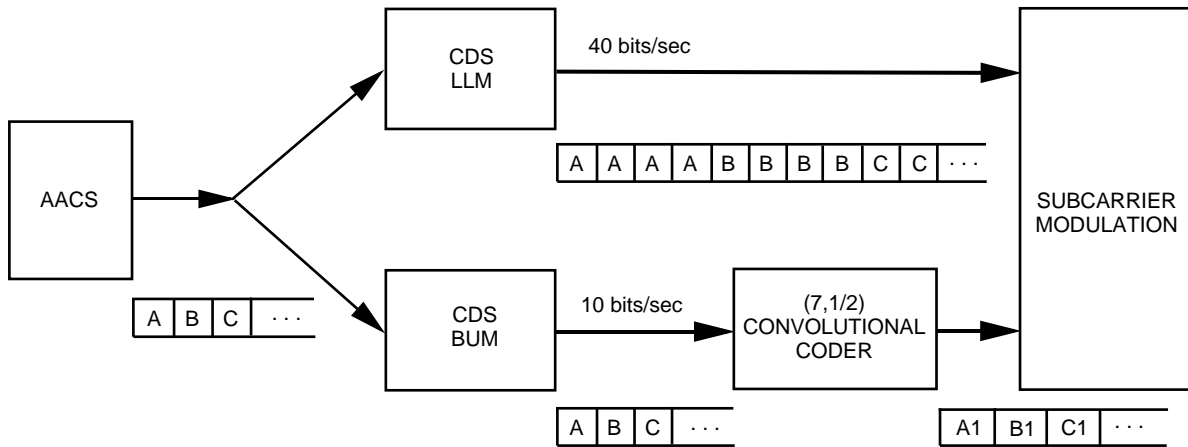 40 bits/sec
CDS
LLM
A A A A B B B B C C · · ·
AACS
SUBCARRIER
MODULATION
A B C · · ·
10 bits/sec
CDS
BUM
(7,1/2)
CONVOLUTIONAL
CODER
A B C · · ·
A1 B1 C1 · · ·